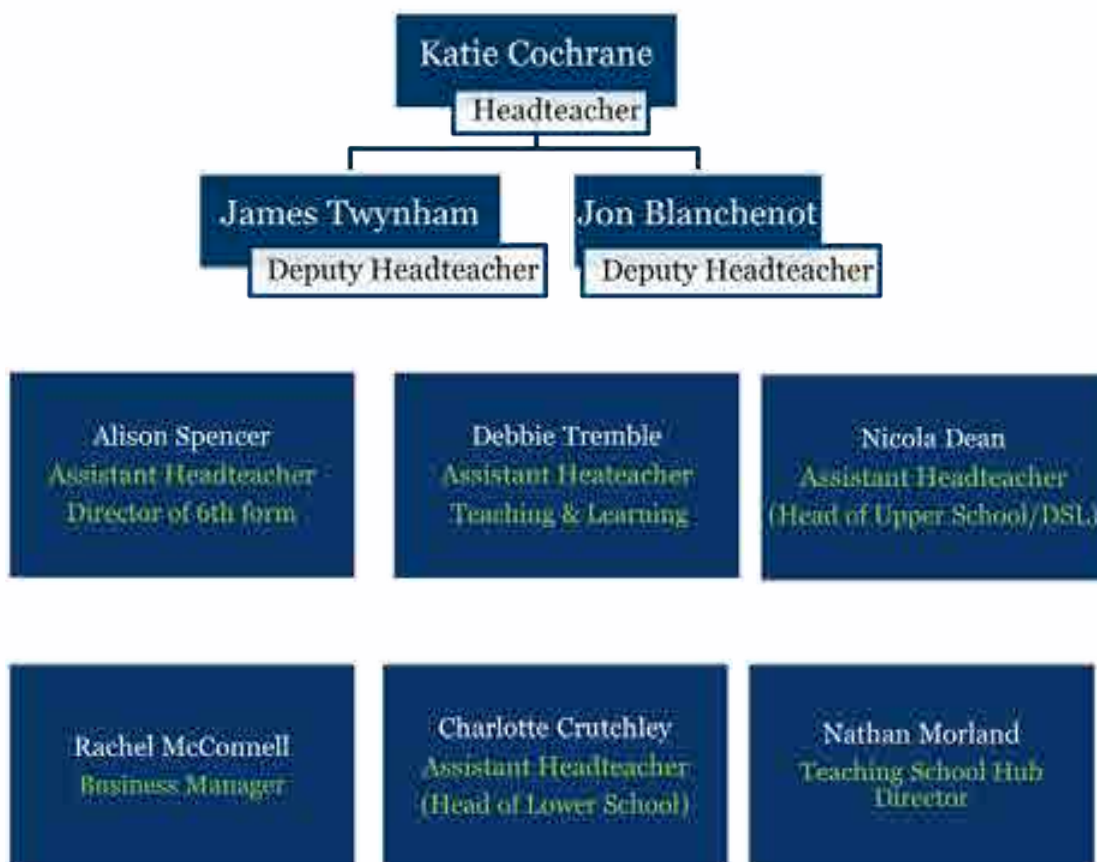 Katie Cochrane
Headteacher
James Twynham
Deputy Headteacher
Jon Blanchenot
Deputy Headteacher
Alison Spencer
Assistant Headteacher
Director of 6th form
Debbie Tremble
Assistant Heateacher
Teaching & Learning
Nicola Dean
Assistant Headteacher
(Head of Upper School/DSL)
Rachel McConnell
Business Manager
Charlotte Crutchley
Assistant Headteacher
(Head of Lower School)
Nathan Morland
Teaching School Hub
Director